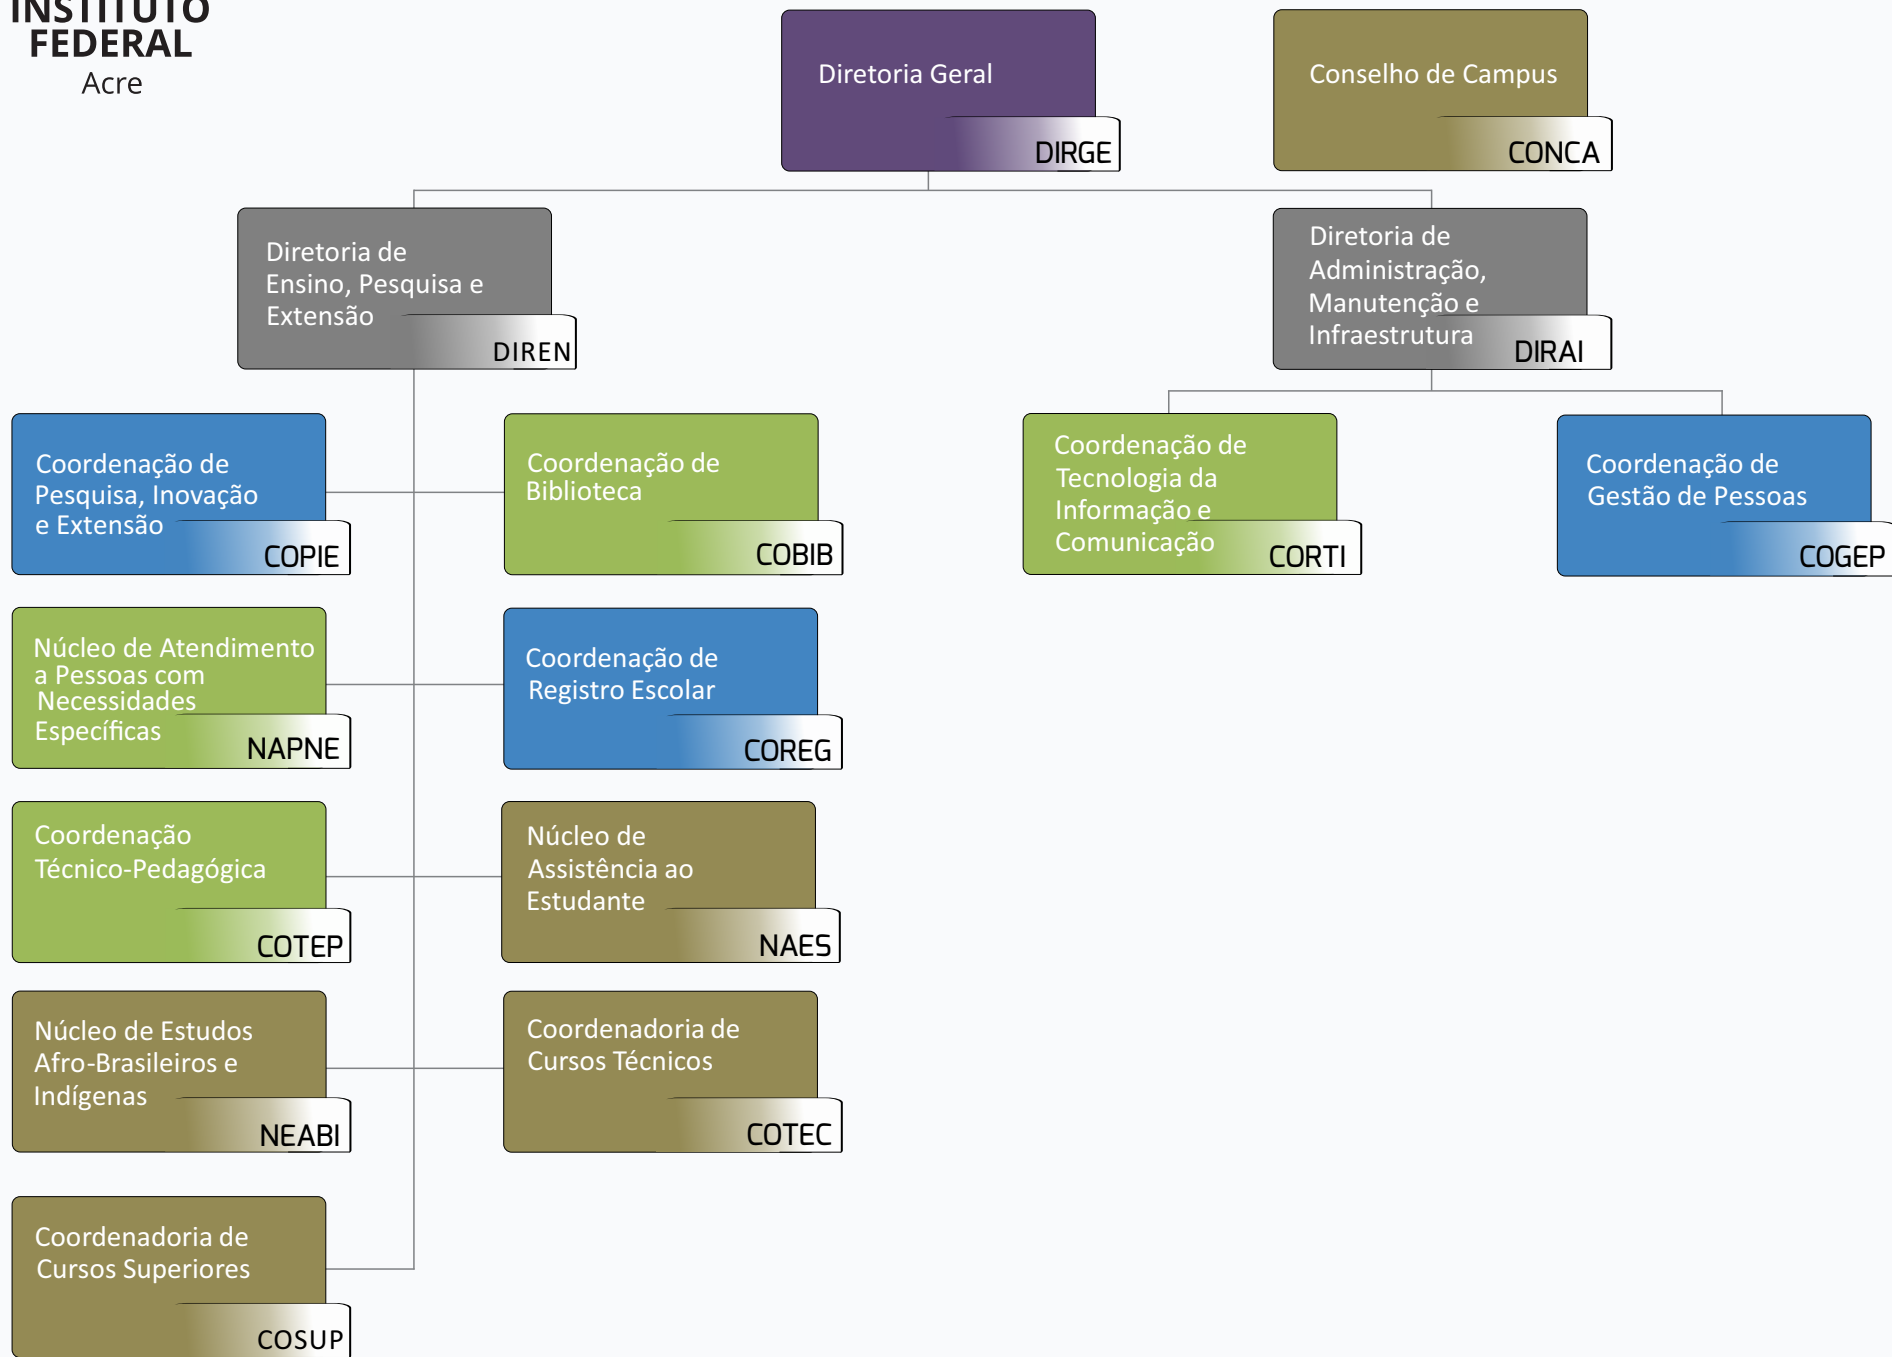 INSTITUTO
FEDERAL
Acre
Diretoria Geral
DIRGE
Conselho de Campus
CONCA
Diretoria de
Ensino, Pesquisa e
Extensão
DIREN
Diretoria de
Administração,
Manutenção e
Infraestrutura
DIRAI
Coordenação de
Pesquisa, Inovação
e Extensão
COPIE
Coordenação de
Biblioteca
COBIB
Coordenação de
Tecnologia da
Informação e
Comunicação
CORTI
Coordenação de
Gestão de Pessoas
COGEP
Núcleo de Atendimento
a Pessoas com
Necessidades
Específicas
NAPNE
Coordenação de
Registro Escolar
COREG
Coordenação
Técnico-Pedagógica
COTEP
Núcleo de
Assistência ao
Estudante
NAES
Núcleo de Estudos
Afro-Brasileiros e
Indígenas
NEABI
Coordenadoria de
Cursos Técnicos
COTEC
Coordenadoria de
Cursos Superiores
COSUP